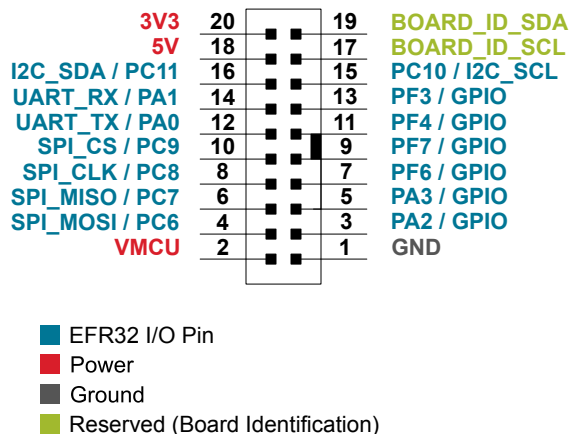 3V3 20 19 BOARD_ID_SDA
5V 18 17 BOARD_ID_SCL
I2C_SDA / PC11 16 15 PC10 / I2C_SCL
UART_RX / PA1 14 13 PF3 / GPIO
UART_TX / PA0 12 11 PF4 / GPIO
SPI_CS / PC9 10 9 PF7 / GPIO
SPI_CLK / PC8 8 7 PF6 / GPIO
SPI_MISO / PC7 6 5 PA3 / GPIO
SPI_MOSI / PC6 4 3 PA2 / GPIO
VMCU 2 1 GND
EFR32 I/O Pin
Power
Ground
Reserved (Board Identification)